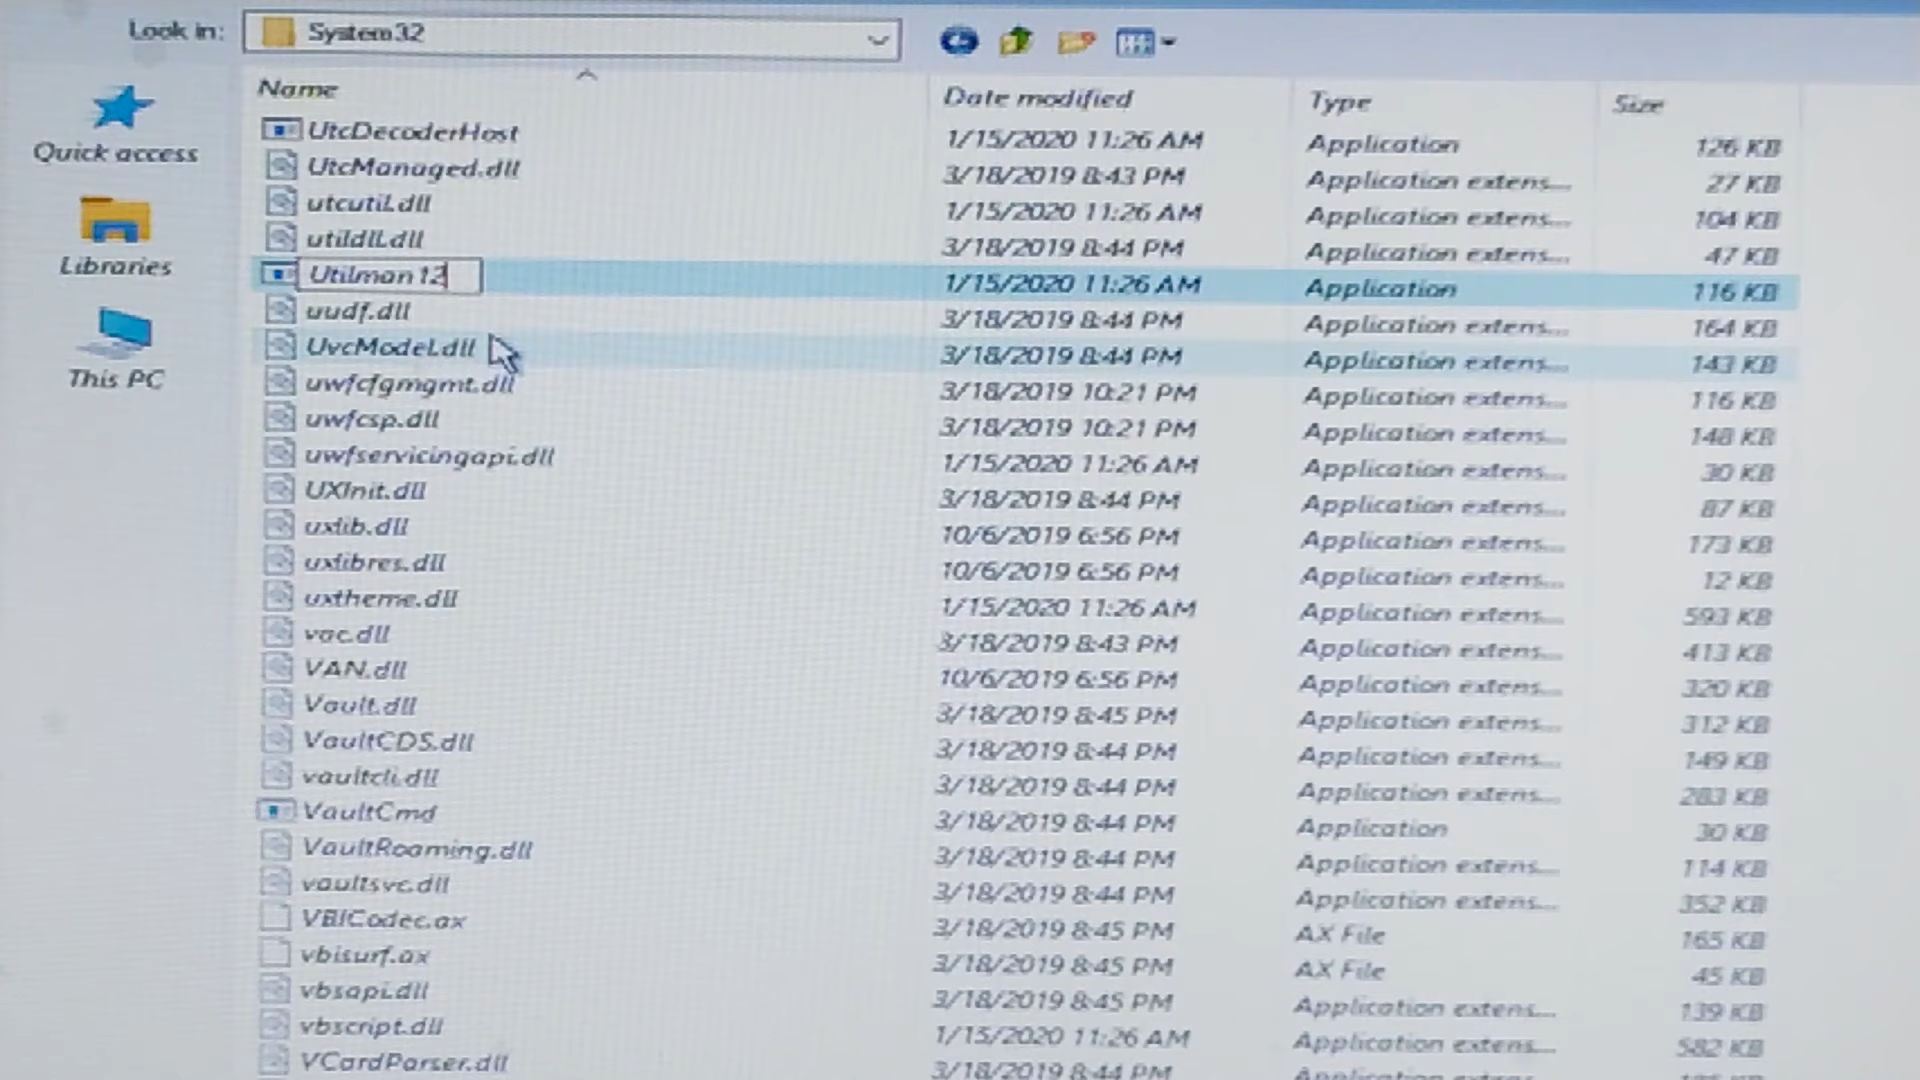 Look in: System32
Name Date modified Type Size
Quick access
Libraries
This PC
UtcDecoderHost 1/15/2020 11:26 AM Application 126 KB
UtcManaged.dll 3/18/2019 8:43 PM Application extens... 27 KB
utcutil.dll 1/15/2020 11:26 AM Application extens... 104 KB
utildll.dll 3/18/2019 8:44 PM Application extens... 47 KB
Utilman12 1/15/2020 11:26 AM Application 116 KB
uudf.dll 3/18/2019 8:44 PM Application extens... 164 KB
UvcModel.dll 3/18/2019 8:44 PM Application extens... 143 KB
uwfcfgmgmt.dll 3/18/2019 10:21 PM Application extens... 116 KB
uwfcsp.dll 3/18/2019 10:21 PM Application extens... 148 KB
uwfservicingapi.dll 1/15/2020 11:26 AM Application extens... 30 KB
UXInit.dll 3/18/2019 8:44 PM Application extens... 87 KB
uxlib.dll 10/6/2019 6:56 PM Application extens... 173 KB
uxlibres.dll 10/6/2019 6:56 PM Application extens... 12 KB
uxtheme.dll 1/15/2020 11:26 AM Application extens... 593 KB
vac.dll 3/18/2019 8:43 PM Application extens... 413 KB
VAN.dll 10/6/2019 6:56 PM Application extens... 320 KB
Vault.dll 3/18/2019 8:45 PM Application extens... 312 KB
VaultCDS.dll 3/18/2019 8:44 PM Application extens... 149 KB
vaultcli.dll 3/18/2019 8:44 PM Application extens... 283 KB
VaultCmd 3/18/2019 8:44 PM Application 30 KB
VaultRoaming.dll 3/18/2019 8:44 PM Application extens... 114 KB
vaultsvc.dll 3/18/2019 8:44 PM Application extens... 352 KB
VBICodec.ax 3/18/2019 8:45 PM AX File 165 KB
vbisurf.ax 3/18/2019 8:45 PM AX File 45 KB
vbsapi.dll 3/18/2019 8:45 PM Application extens... 139 KB
vbscript.dll 1/15/2020 11:26 AM Application extens... 582 KB
VCardParser.dll 3/18/2019 8:44 PM Application extens...